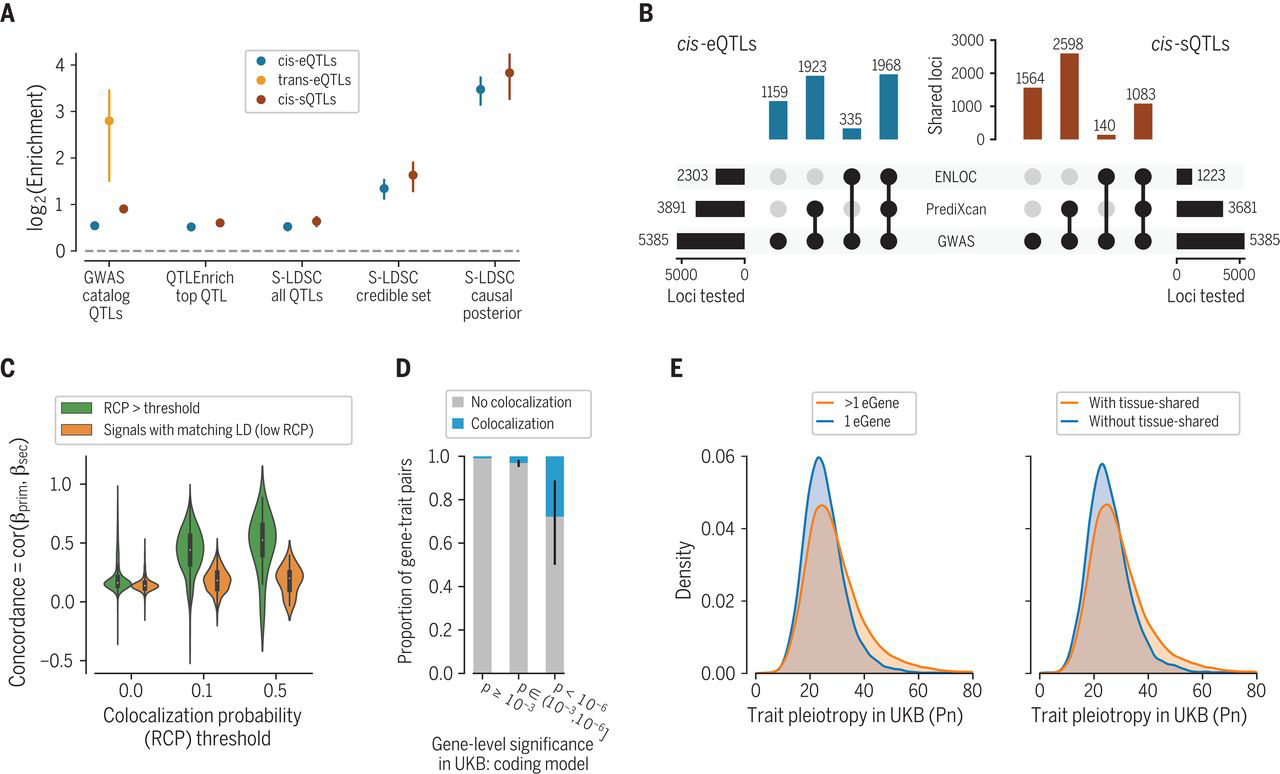 A
log2(Enrichment)
4
3
2
1
0
cis-eQTLs
trans-eQTLs
cis-sQTLs
GWAS
catalog
QTLs
QTLEnrich
top QTL
S-LDSC
all QTLs
S-LDSC
credible set
S-LDSC
causal
posterior
B
cis-eQTLs
cis-sQTLs
1159
1923
335
1968
Shared loci
3000
2000
1000
0
1564
2598
140
1083
2303
ENLOC
1223
3891
PrediXcan
3681
5385
GWAS
5385
5000
0
Loci tested
0
5000
Loci tested
C
RCP > threshold
Signals with matching LD (low RCP)
Concordance = cor(βprim, βsec)
1.0
0.5
0.0
−0.5
0.0
0.1
0.5
Colocalization probability
(RCP) threshold
D
No colocalization
Colocalization
Proportion of gene-trait pairs
1.0
0.8
0.6
0.4
0.2
0.0
p ≥ 10−3
p ∈ (10−3,10−6]
p < 10−6
Gene-level significance
in UKB: coding model
E
>1 eGene
1 eGene
With tissue-shared
Without tissue-shared
Density
0.06
0.04
0.02
0.00
0 20 40 60 80
Trait pleiotropy in UKB (Pn)
0 20 40 60 80
Trait pleiotropy in UKB (Pn)